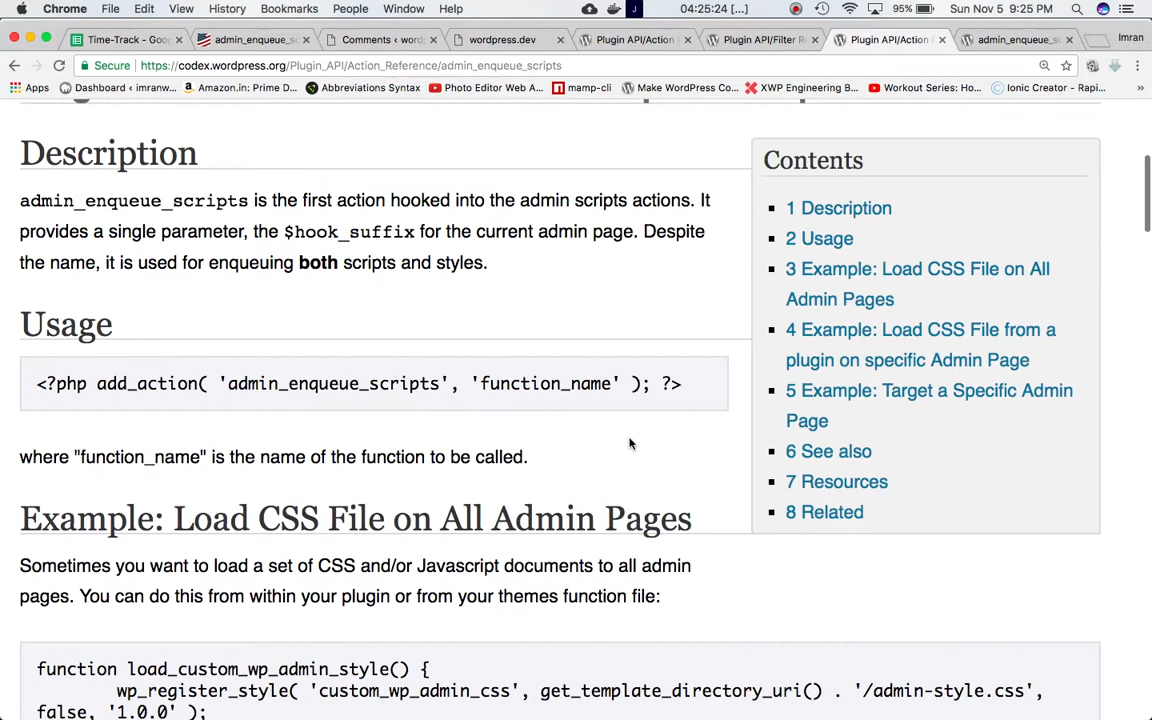 Chrome File Edit View History Bookmarks People Window Help 04:25:24 [...] J 95% Sun Nov 5 9:25 PM
Time-Track - Goo admin_enqueue_sc Comments ‹ word wordpress.dev Plugin API/Action Plugin API/Filter R Plugin API/Action admin_enqueue_sc Imran
Secure https://codex.wordpress.org/Plugin_API/Action_Reference/admin_enqueue_scripts
Apps Dashboard ‹ imranw... Amazon.in: Prime D... Abbreviations Syntax Photo Editor Web A... mamp-cli Make WordPress Co... XWP Engineering B... Workout Series: Ho... Ionic Creator - Rapi... »
Description
admin_enqueue_scripts is the first action hooked into the admin scripts actions. It
provides a single parameter, the $hook_suffix for the current admin page. Despite
the name, it is used for enqueuing both scripts and styles.
Usage
<?php add_action( 'admin_enqueue_scripts', 'function_name' ); ?>
where "function_name" is the name of the function to be called.
Contents
1 Description
2 Usage
3 Example: Load CSS File on All
Admin Pages
4 Example: Load CSS File from a
plugin on specific Admin Page
5 Example: Target a Specific Admin
Page
6 See also
7 Resources
8 Related
Example: Load CSS File on All Admin Pages
Sometimes you want to load a set of CSS and/or Javascript documents to all admin
pages. You can do this from within your plugin or from your themes function file:
function load_custom_wp_admin_style() {
wp_register_style( 'custom_wp_admin_css', get_template_directory_uri() . '/admin-style.css',
false, '1.0.0' );